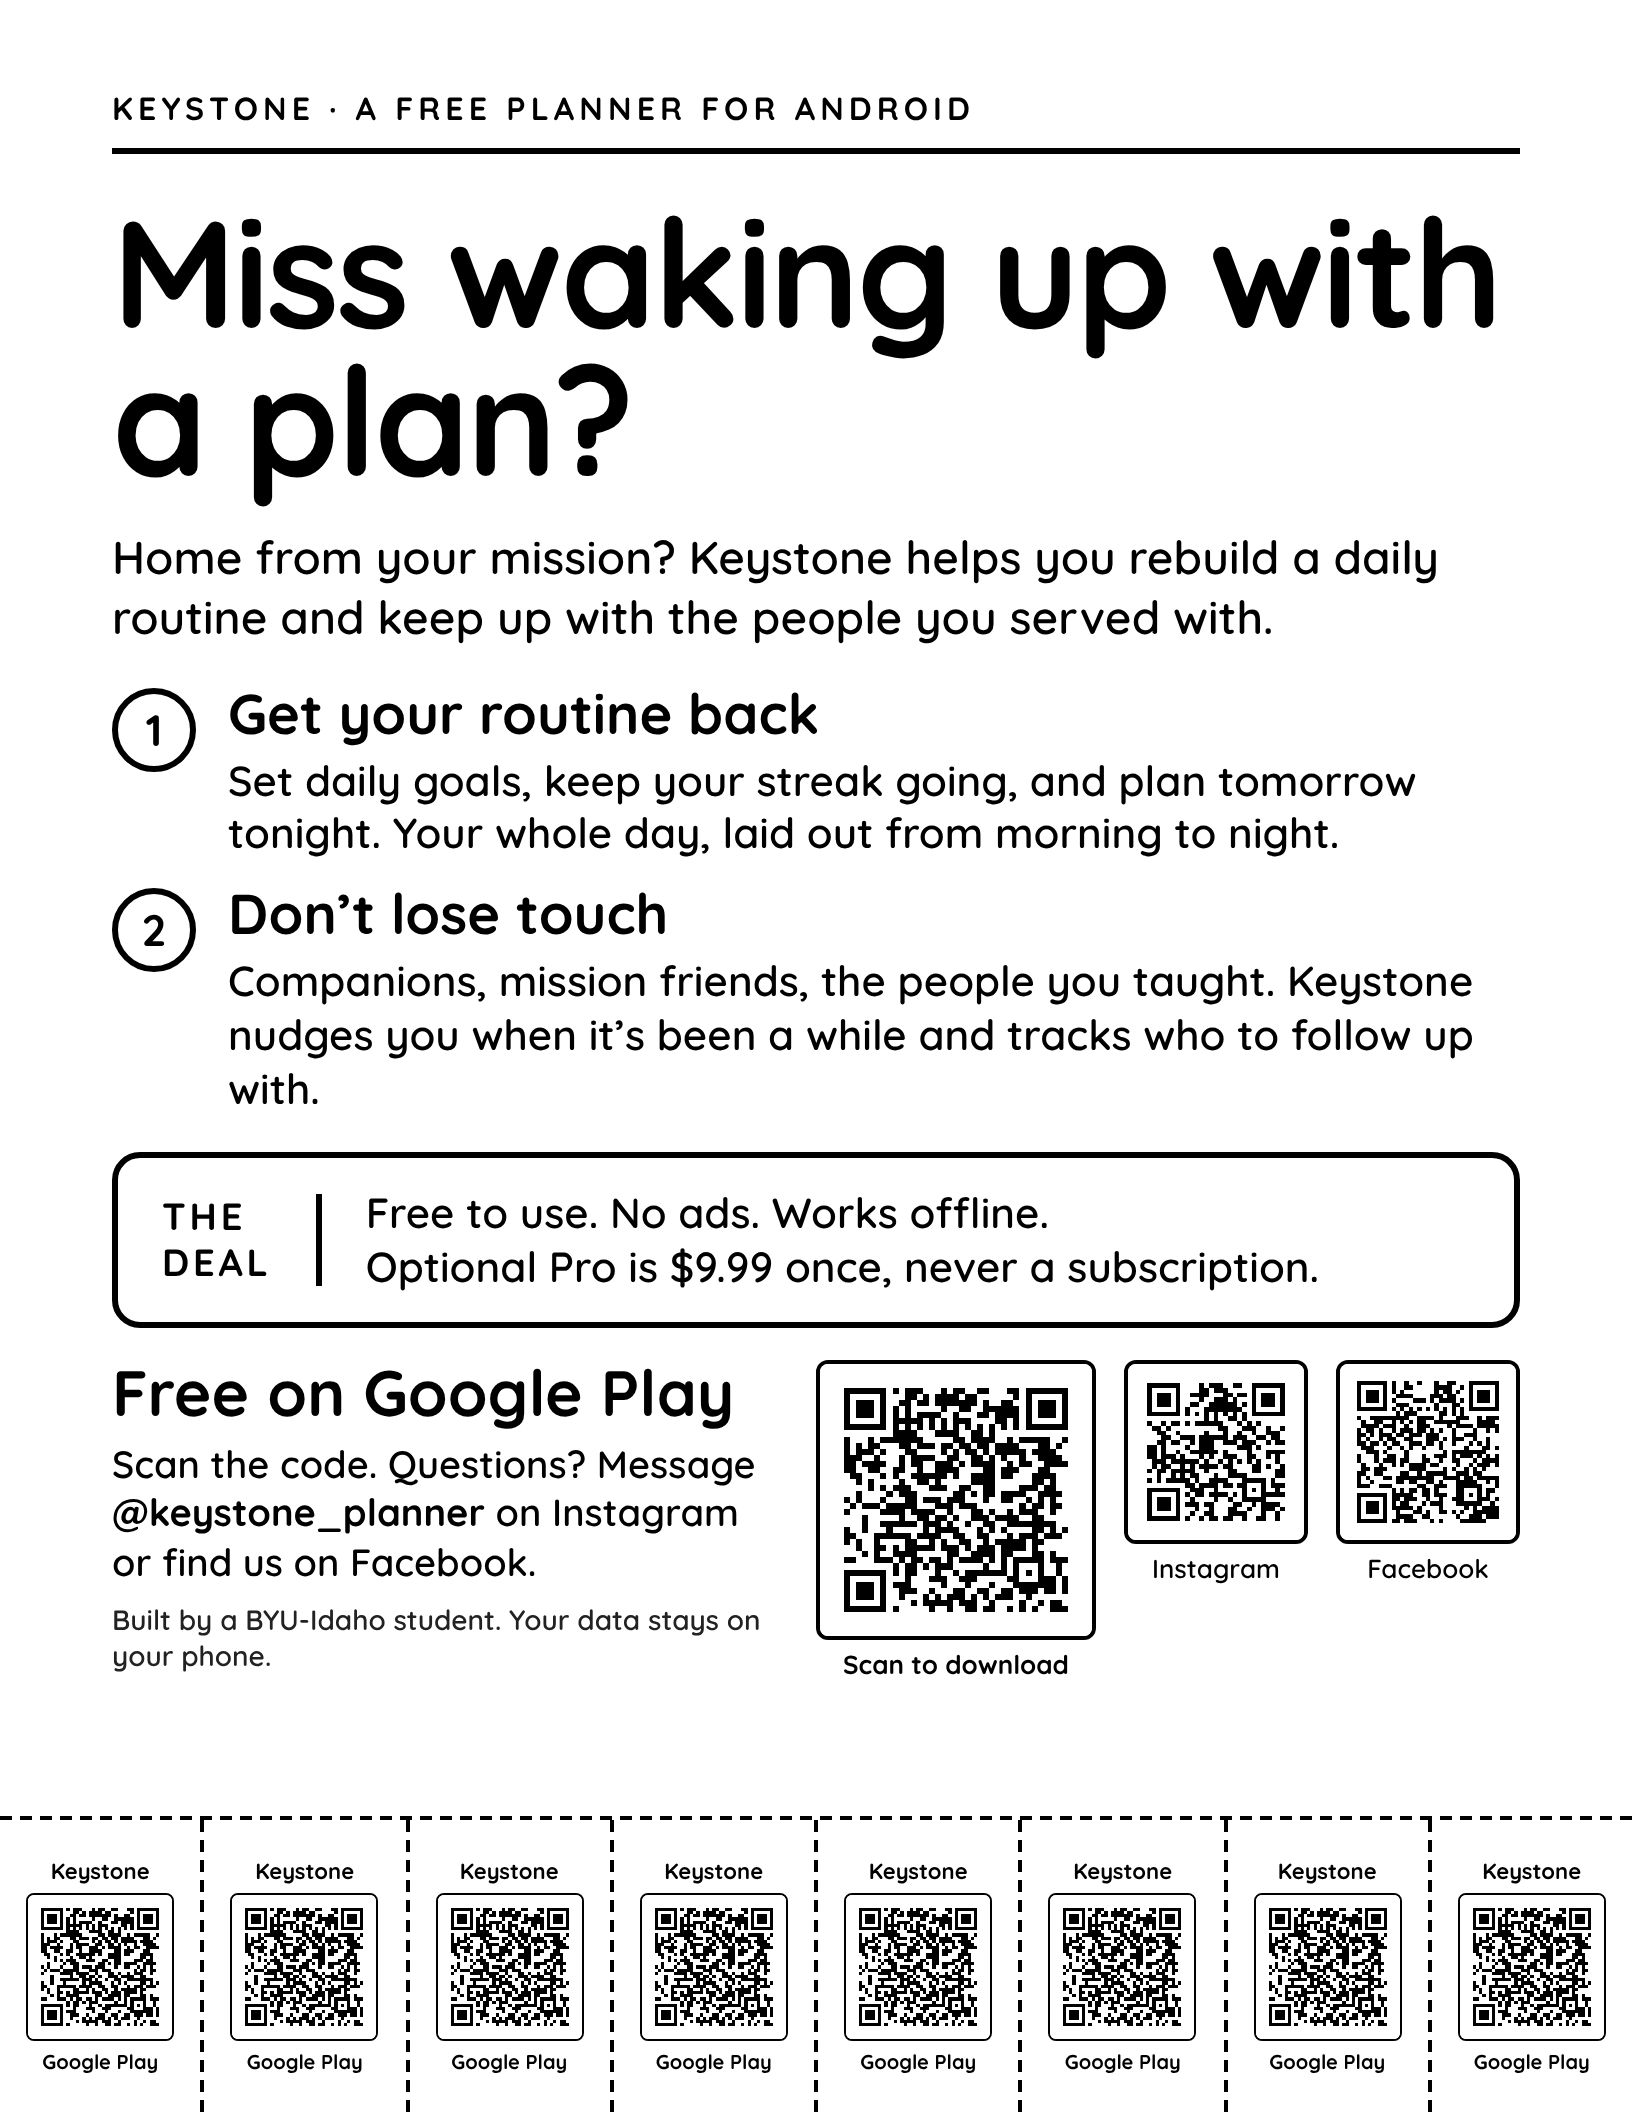 KEYSTONE · A FREE PLANNER FOR ANDROID
Miss waking up with
a plan?
Home from your mission? Keystone helps you rebuild a daily
routine and keep up with the people you served with.
1 Get your routine back
Set daily goals, keep your streak going, and plan tomorrow
tonight. Your whole day, laid out from morning to night.
2 Don’t lose touch
Companions, mission friends, the people you taught. Keystone
nudges you when it’s been a while and tracks who to follow up
with.
THE
DEAL
Free to use. No ads. Works offline.
Optional Pro is $9.99 once, never a subscription.
Free on Google Play
Scan the code. Questions? Message
@keystone_planner on Instagram
or find us on Facebook.
Built by a BYU-Idaho student. Your data stays on
your phone.
Scan to download
Instagram
Facebook
Keystone Keystone Keystone Keystone Keystone Keystone Keystone Keystone
Google Play Google Play Google Play Google Play Google Play Google Play Google Play Google Play